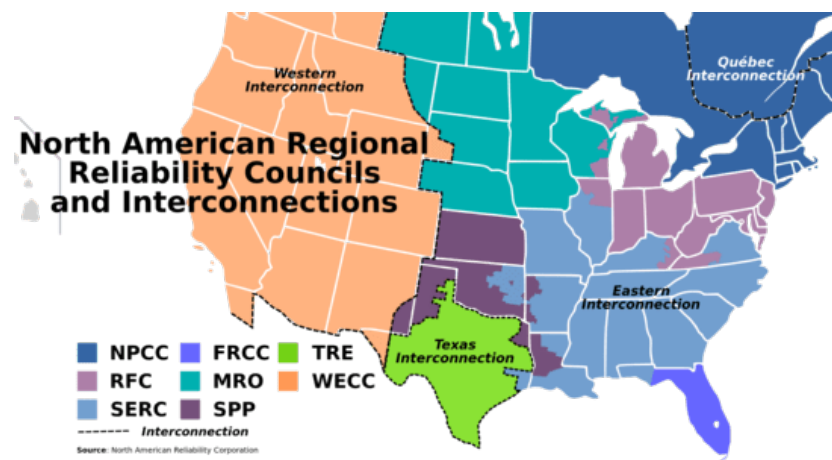 Western
Interconnection
Québec
Interconnection
North American Regional
Reliability Councils
and Interconnections
Eastern
Interconnection
Texas
Interconnection
NPCC FRCC TRE
RFC MRO WECC
SERC SPP
Interconnection
Source: North American Reliability Corporation